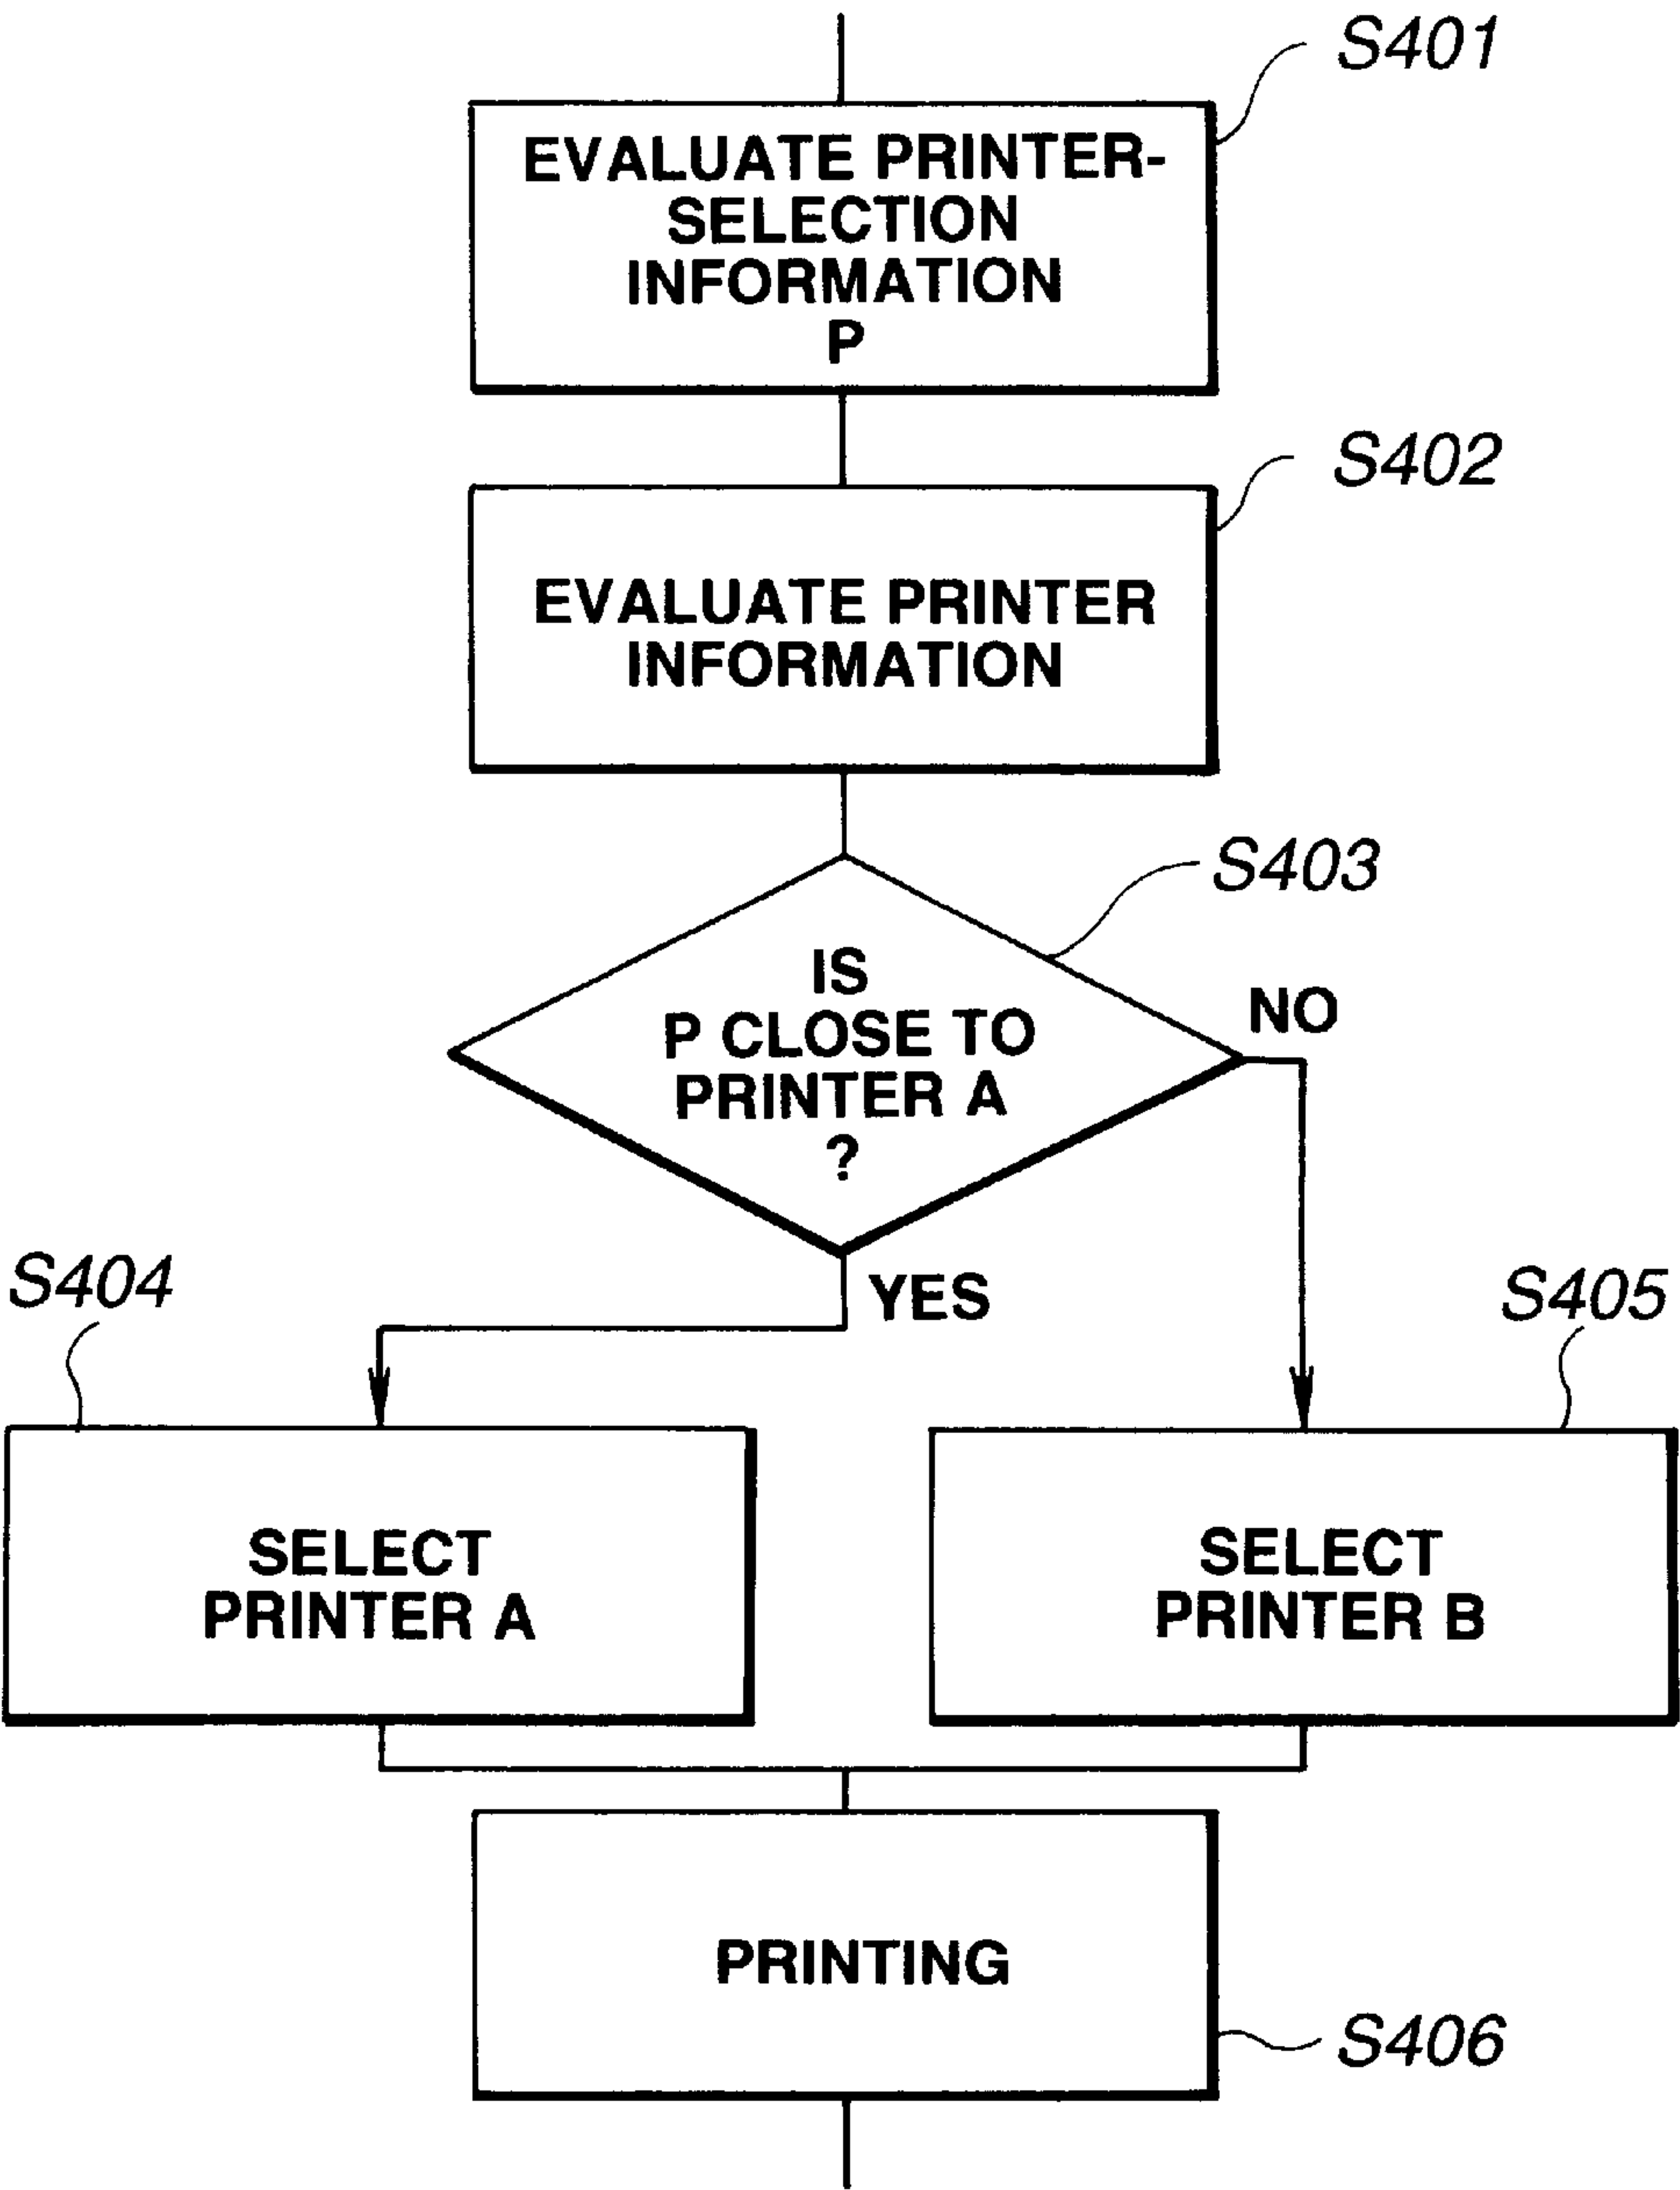 S401
EVALUATE PRINTER-
SELECTION
INFORMATION
P
S402
EVALUATE PRINTER
INFORMATION
S403
IS
P CLOSE TO
PRINTER A
?
NO
YES
S404
S405
SELECT
PRINTER A
SELECT
PRINTER B
PRINTING
S406